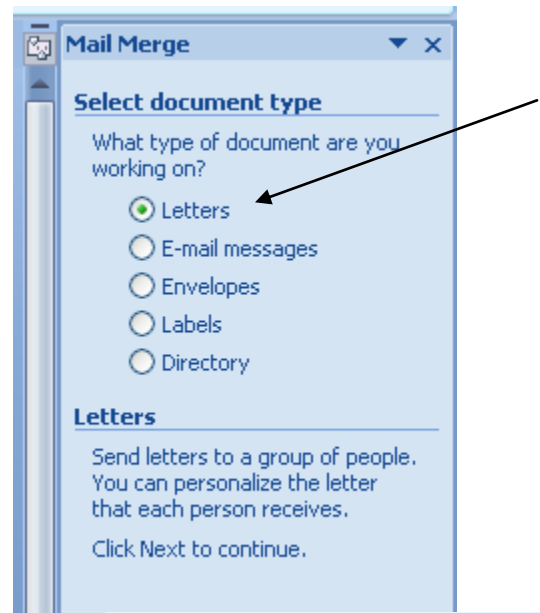 Mail Merge
Select document type
What type of document are you
working on?
Letters
E-mail messages
Envelopes
Labels
Directory
Letters
Send letters to a group of people.
You can personalize the letter
that each person receives.
Click Next to continue.